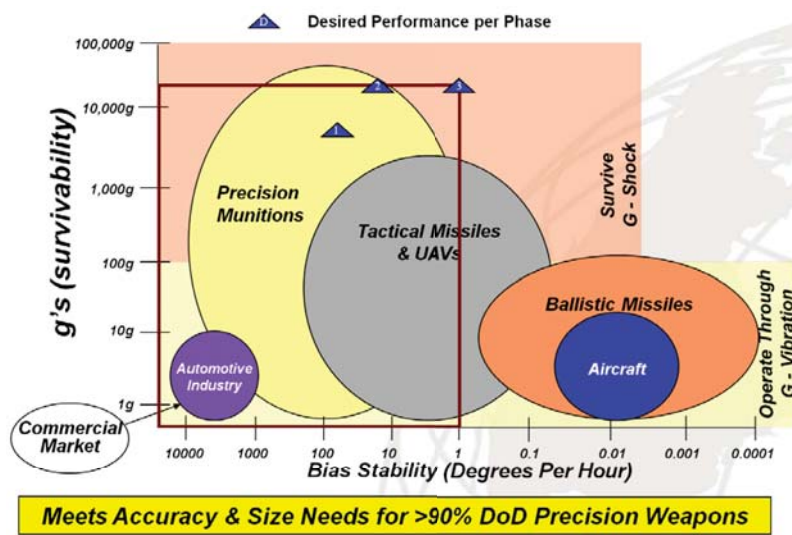 D Desired Performance per Phase
100,000g
10,000g
1,000g
100g
10g
1g
g's (survivability)
2
3
1
Precision
Munitions
Tactical Missiles
& UAVs
Survive
G - Shock
Ballistic Missiles
Aircraft
Operate Through
G - Vibration
Automotive
Industry
Commercial
Market
10000 1000 100 10 1 0.1 0.01 0.001 0.0001
Bias Stability (Degrees Per Hour)
Meets Accuracy & Size Needs for >90% DoD Precision Weapons